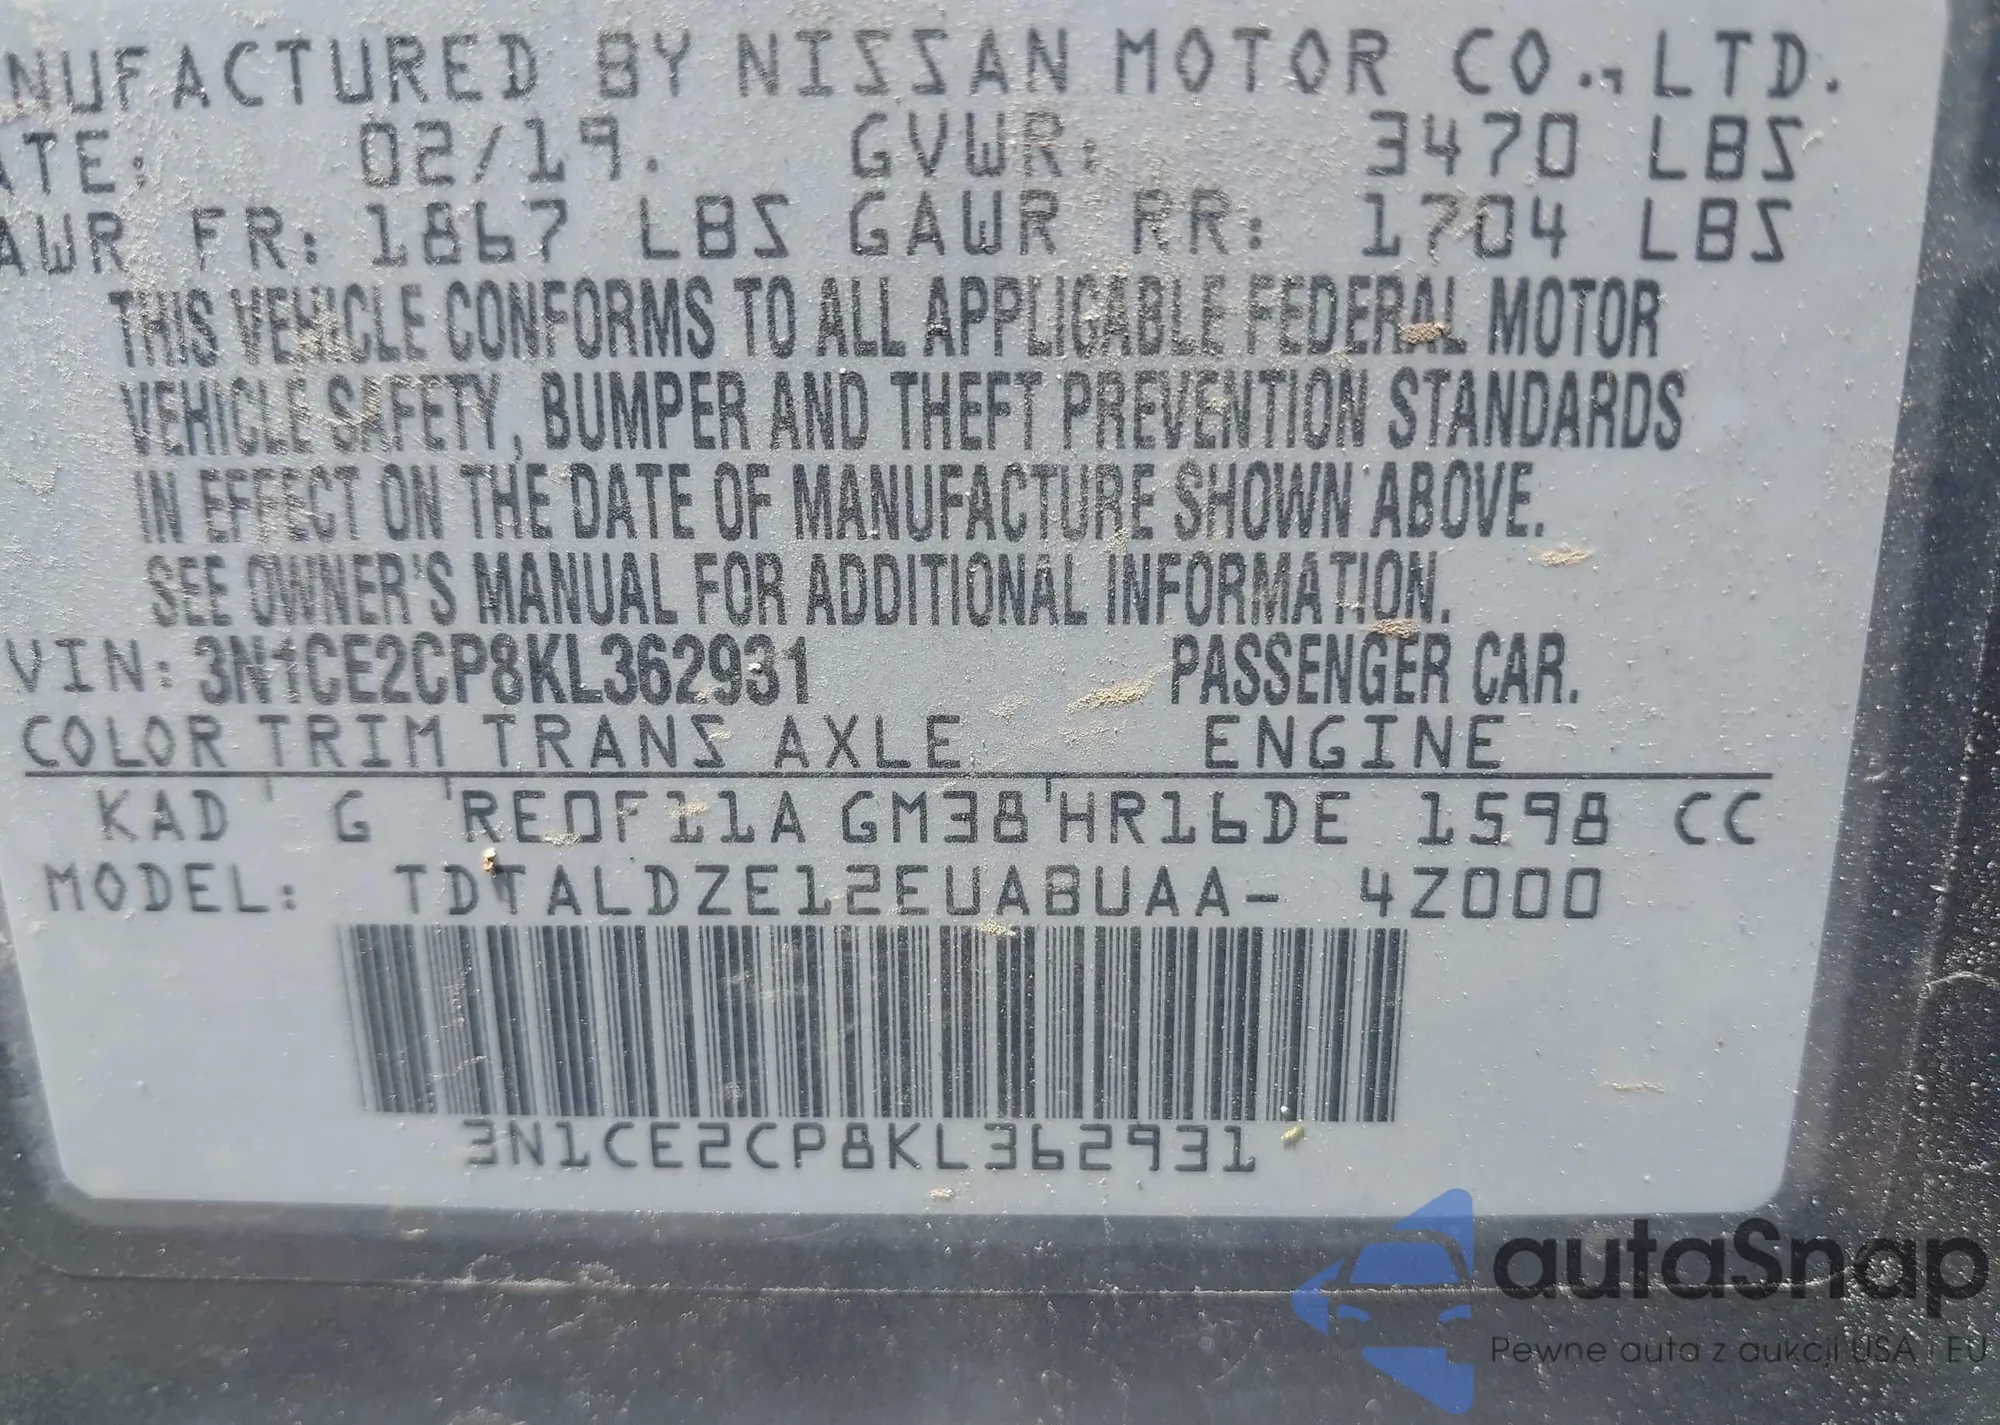 NUFACTURED BY NISSAN MOTOR CO., LTD.
ATE: 02/19. GVWR: 3470 LBS
AWR FR: 1867 LBS GAWR RR: 1704 LBS
THIS VEHICLE CONFORMS TO ALL APPLICABLE FEDERAL MOTOR
VEHICLE SAFETY, BUMPER AND THEFT PREVENTION STANDARDS
IN EFFECT ON THE DATE OF MANUFACTURE SHOWN ABOVE.
SEE OWNER'S MANUAL FOR ADDITIONAL INFORMATION.
VIN: 3N1CE2CP8KL362931 PASSENGER CAR.
COLOR TRIM TRANS AXLE ENGINE
KAD G RE0F11A GM38 HR16DE 1598 CC
MODEL: TDTALDZE12EUABUAA- 4Z000
3N1CE2CP8KL362931
autaSnap
Pewne auta z aukcji USA i EU